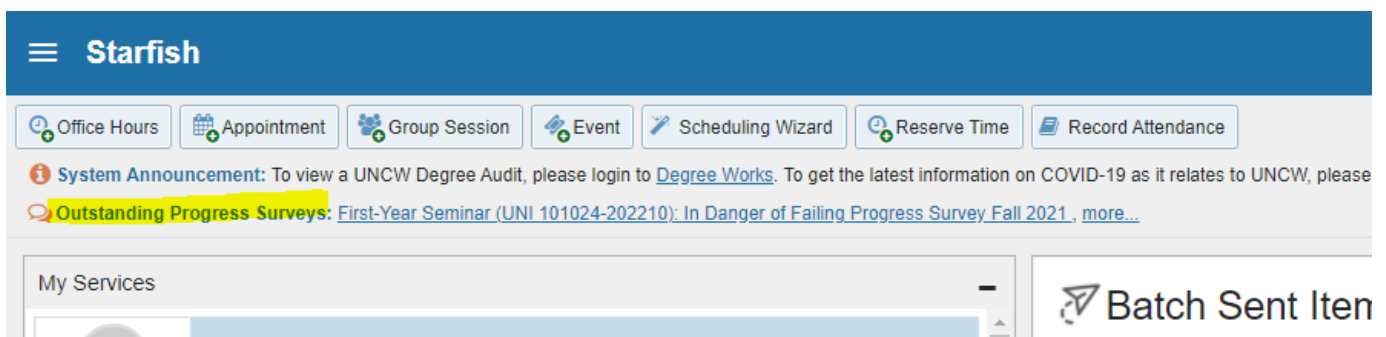 Starfish
Office Hours Appointment Group Session Event Scheduling Wizard Reserve Time Record Attendance
System Announcement: To view a UNCW Degree Audit, please login to Degree Works. To get the latest information on COVID-19 as it relates to UNCW, please
Outstanding Progress Surveys: First-Year Seminar (UNI 101024-202210): In Danger of Failing Progress Survey Fall 2021 , more...
My Services
Batch Sent Item